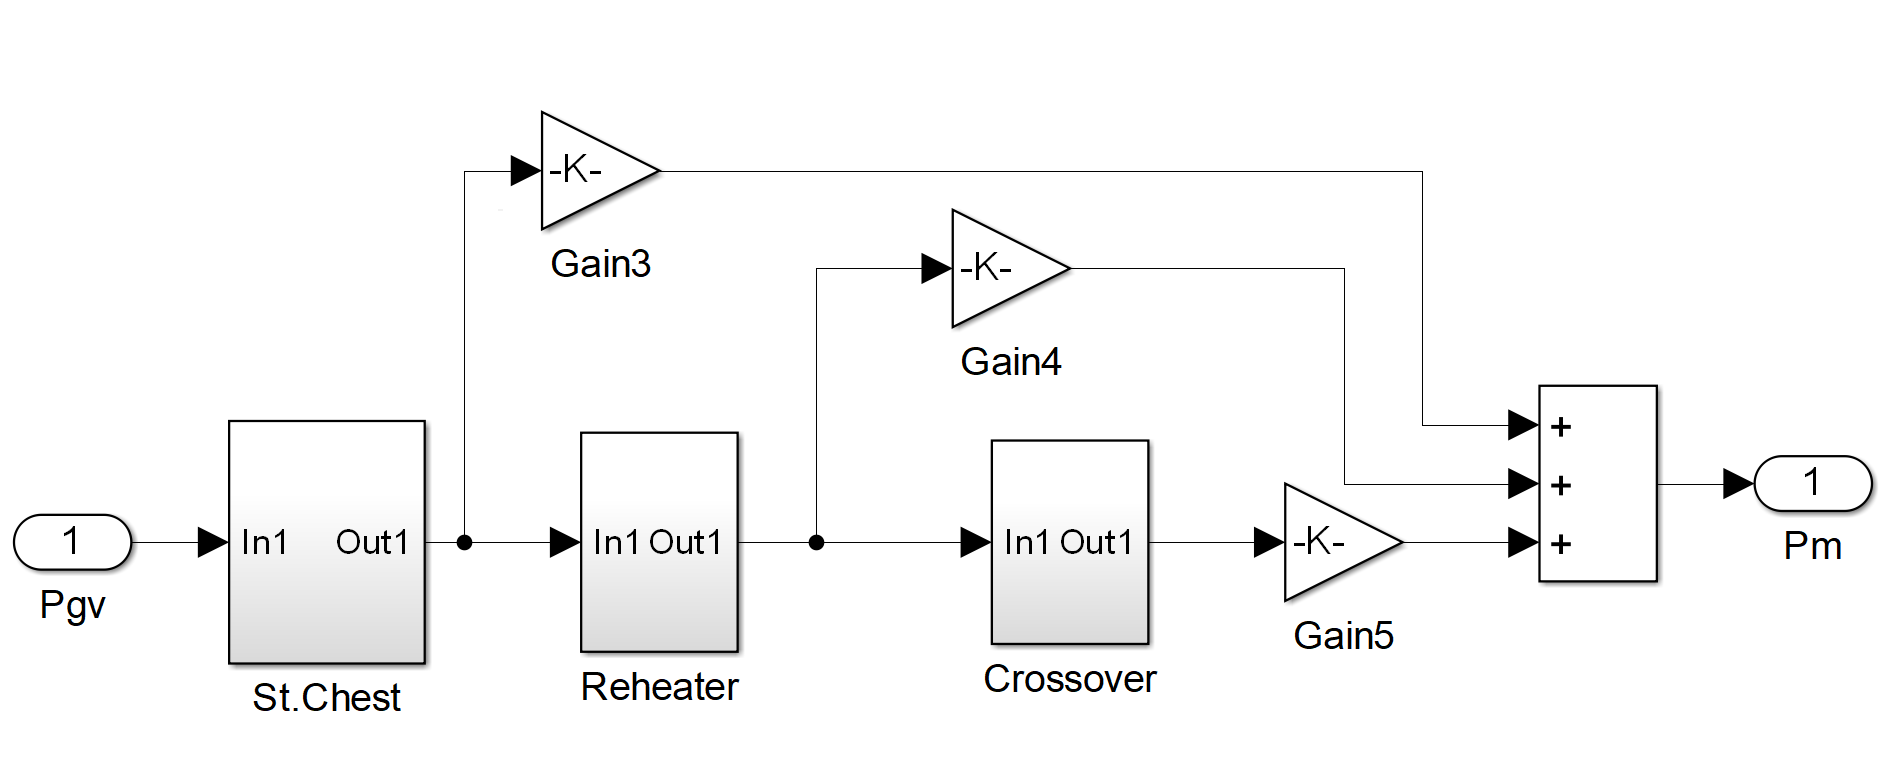 -K-
Gain3
-K-
Gain4
+
+
+
1
Pm
1
Pgv
In1 Out1
St.Chest
In1 Out1
Reheater
In1 Out1
Crossover
-K-
Gain5